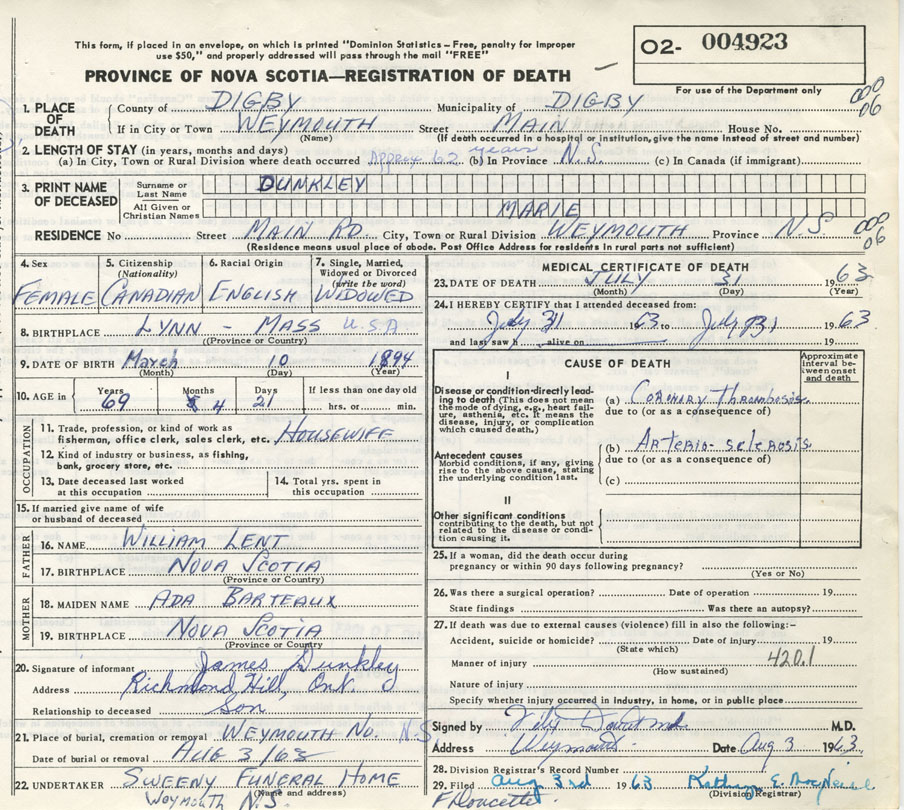 This form, if placed in an envelope, on which is printed "Dominion Statistics – Free, penalty for improper
use $50," and properly addressed will pass through the mail "FREE"
PROVINCE OF NOVA SCOTIA—REGISTRATION OF DEATH
O2- 004923
For use of the Department only
000
06
1. PLACE OF DEATH
County of DIGBY Municipality of DIGBY
If in City or Town WEYMOUTH Street MAIN House No.
(Name) (If death occurred in a hospital or institution, give the name instead of street and number)
2. LENGTH OF STAY (in years, months and days)
(a) In City, Town or Rural Division where death occurred Approx 62 years (b) in Province N.S. (c) In Canada (if immigrant)
3. PRINT NAME OF DECEASED
Surname or Last Name DUNKLEY
All Given or Christian Names MARIE
RESIDENCE No Street MAIN RD. City, Town or Rural Division WEYMOUTH Province N.S
(Residence means usual place of abode. Post Office Address for residents in rural parts not sufficient)
000
06
4. Sex FEMALE
5. Citizenship (Nationality) CANADIAN
6. Racial Origin ENGLISH
7. Single, Married, Widowed or Divorced (write the word) WIDOWED
8. BIRTHPLACE LYNN - MASS U.S.A
(Province or Country)
9. DATE OF BIRTH March 10 1894
(Month) (Day) (Year)
10. AGE in Years 69 Months 4 Days 21 If less than one day old
hrs. or min.
OCCUPATION
11. Trade, profession, or kind of work as
fisherman, office clerk, sales clerk, etc. HOUSEWIFE
12. Kind of industry or business, as fishing,
bank, grocery store, etc.
13. Date deceased last worked
at this occupation
14. Total yrs. spent in
this occupation
15. If married give name of wife
or husband of deceased
FATHER
16. NAME WILLIAM LENT
17. BIRTHPLACE NOVA SCOTIA
(Province or Country)
MOTHER
18. MAIDEN NAME ADA BARTEAUX
19. BIRTHPLACE NOVA SCOTIA
(Province or Country)
20. Signature of informant James Dunkley
Address Richmond Hill, Ont.
Relationship to deceased Son
21. Place of burial, cremation or removal WEYMOUTH NO. N.S.
Date of burial or removal AUG 3/63
22. UNDERTAKER SWEENY FUNERAL HOME
(Name and address)
WEYMOUTH N.S.
MEDICAL CERTIFICATE OF DEATH
23. DATE OF DEATH JULY 31 1963
(Month) (Day) (Year)
24. I HEREBY CERTIFY that I attended deceased from:
July 31 1963 to July 31 1963
and last saw h alive on 19
CAUSE OF DEATH
Approximate interval between onset and death
I
Disease or condition directly leading to death (This does not mean
the mode of dying, e.g., heart failure, asthenia, etc. It means the
disease, injury, or complication
which caused death.)
(a) Coronary Thrombosis
due to (or as a consequence of)
Antecedent causes
Morbid conditions, if any, giving
rise to the above cause, stating
the underlying condition last.
(b) Arterio-sclerosis
due to (or as a consequence of)
(c)
II
Other significant conditions
contributing to the death, but not
related to the disease or condition causing it.
25. If a woman, did the death occur during
pregnancy or within 90 days following pregnancy?
(Yes or No)
26. Was there a surgical operation? Date of operation 19
State findings Was there an autopsy?
27. If death was due to external causes (violence) fill in also the following:-
Accident, suicide or homicide? Date of injury 19
(State which)
Manner of injury 420.1
(How sustained)
Nature of injury
Specify whether injury occurred in industry, in home, or in public place
Signed by M.D.
Address Weymouth Date Aug 3 1963
28. Division Registrar's Record Number
29. Filed Aug 3rd 1963
(Division Registrar)